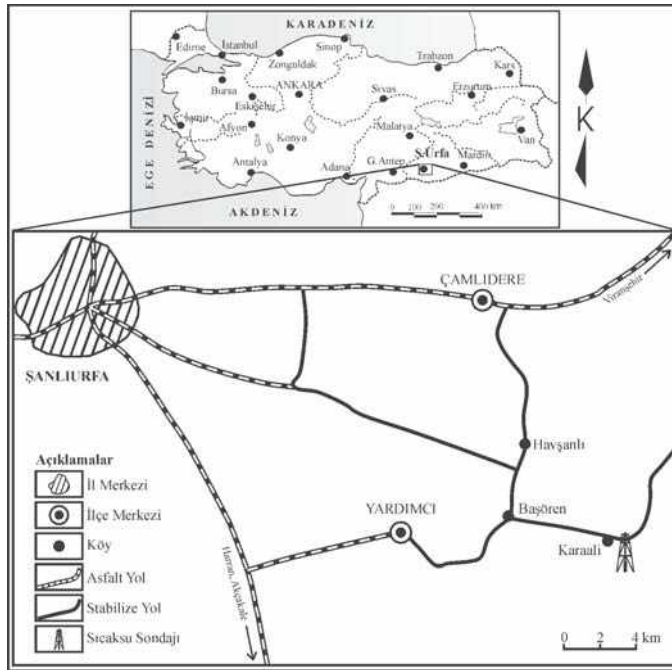 KARADENİZ
Edirne
İstanbul
Sinop
Zonguldak
Trabzon
Kars
Bursa
ANKARA
Sivas
Erzurum
Eskişehir
EGE DENİZİ
İzmir
Afyon
Malatya
Konya
Van
Ş.Urfa
Mardin
Antalya
Adana
G.Antep
AKDENİZ
0 100 200 400 km
K
ÇAMLIDERE
Viranşehir
ŞANLIURFA
Havşanlı
Açıklamalar
İl Merkezi
İlçe Merkezi
Köy
Asfalt Yol
Stabilize Yol
Sıcaksu Sondajı
YARDIMCI
Başören
Karaali
Harran, Akçakale
0 2 4 km